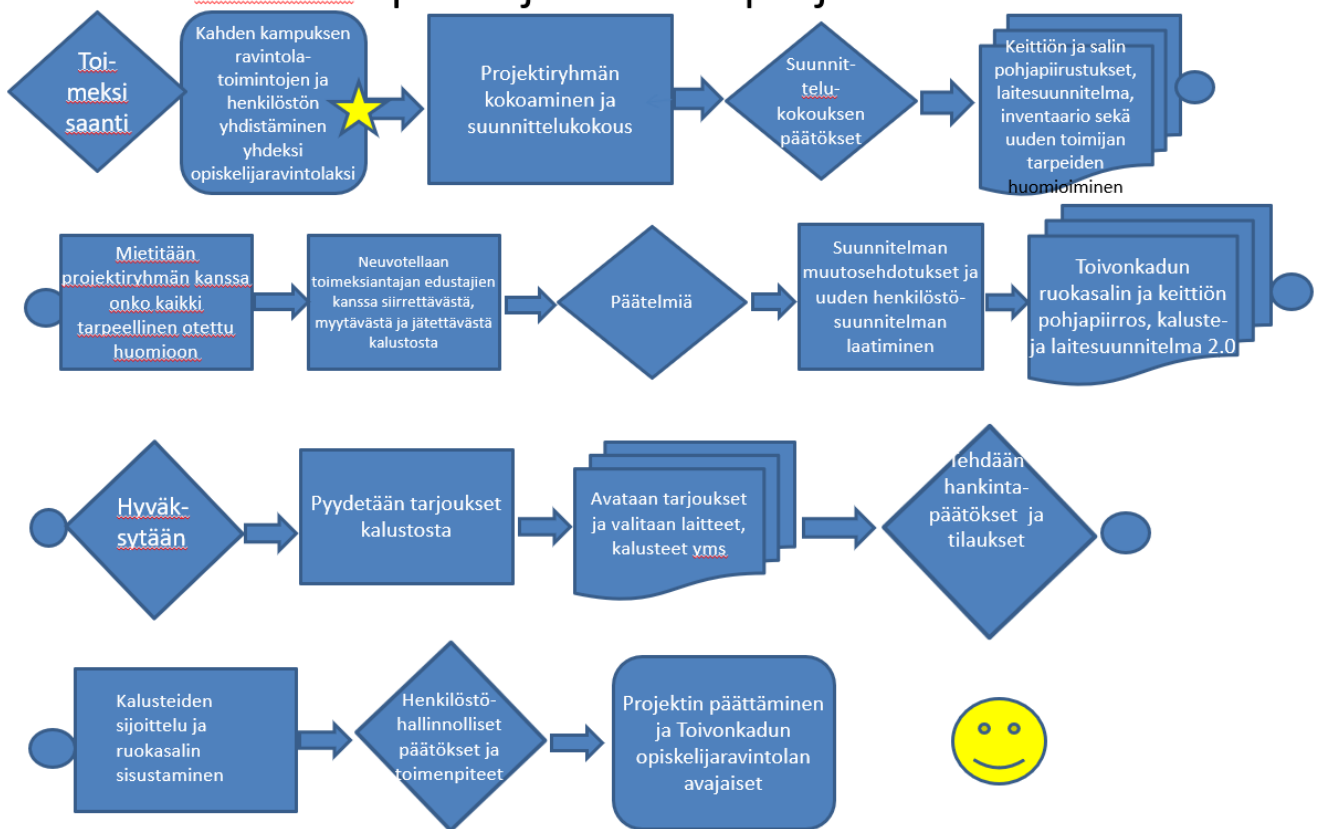 Toi-
meksi
saanti
Kahden kampuksen
ravintola-
toimintojen ja
henkilöstön
yhdistäminen
yhdeksi
opiskelijaravintolaksi
Projektiryhmän
kokoaminen ja
suunnittelukokous
Suunnit-
telu-
kokouksen
päätökset
Keittiön ja salin
pohjapiirustukset,
laitesuunnitelma,
inventaario sekä
uuden toimijan
tarpeiden
huomioiminen
Mietitään
projektiryhmän kanssa
onko kaikki
tarpeellinen otettu
huomioon
Neuvotellaan
toimeksiantajan edustajien
kanssa siirrettävästä,
myytävästä ja jätettävästä
kalustosta
Päätelmiä
Suunnitelman
muutosehdotukset ja
uuden henkilöstö-
suunnitelman
laatiminen
Toivonkadun
ruokasalin ja keittiön
pohjapiirros, kaluste-
ja laitesuunnitelma 2.0
Hyväk-
sytään
Pyydetään tarjoukset
kalustosta
Avataan tarjoukset
ja valitaan laitteet,
kalusteet yms
Tehdään
hankinta-
päätökset ja
tilaukset
Kalusteiden
sijoittelu ja
ruokasalin
sisustaminen
Henkilöstö-
hallinnolliset
päätökset ja
toimenpiteet
Projektin päättäminen
ja Toivonkadun
opiskelijaravintolan
avajaiset